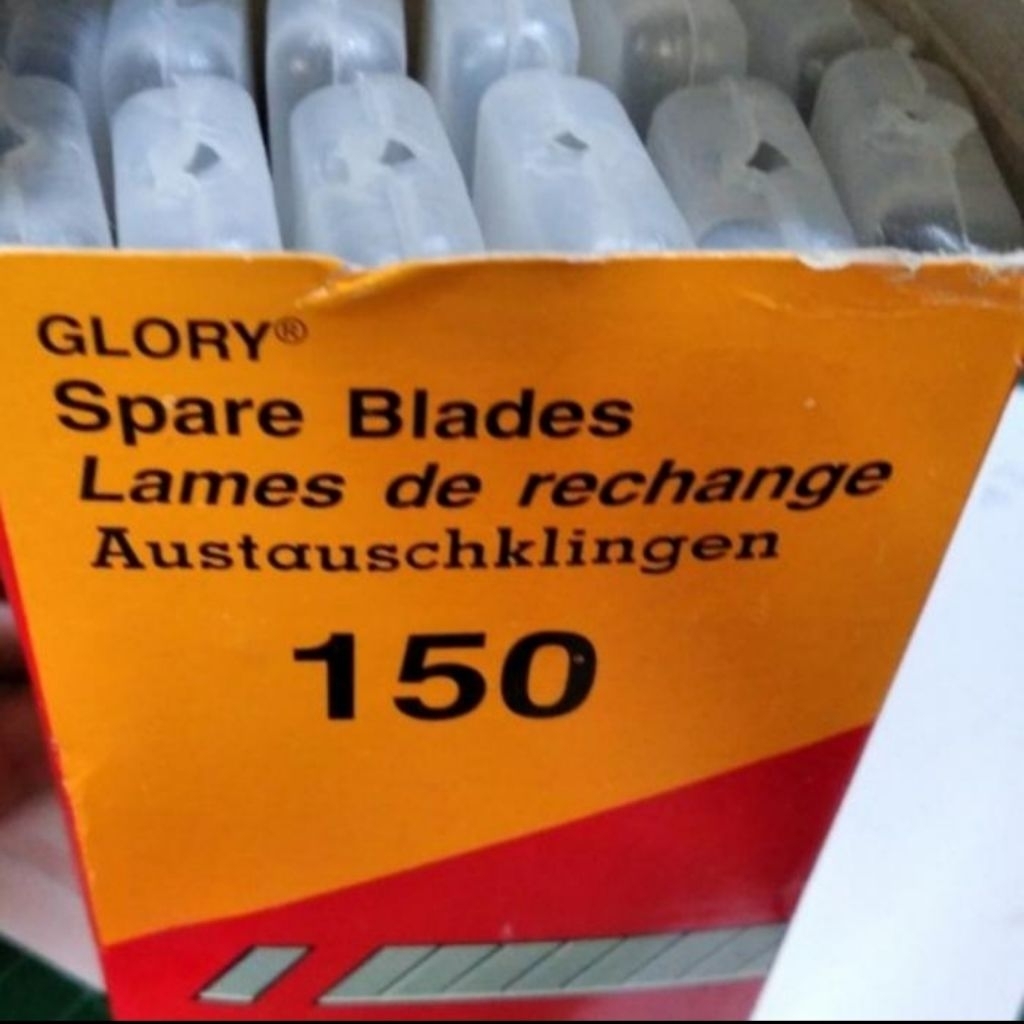 GLORY®
Spare Blades
Lames de rechange
Austauschklingen
150